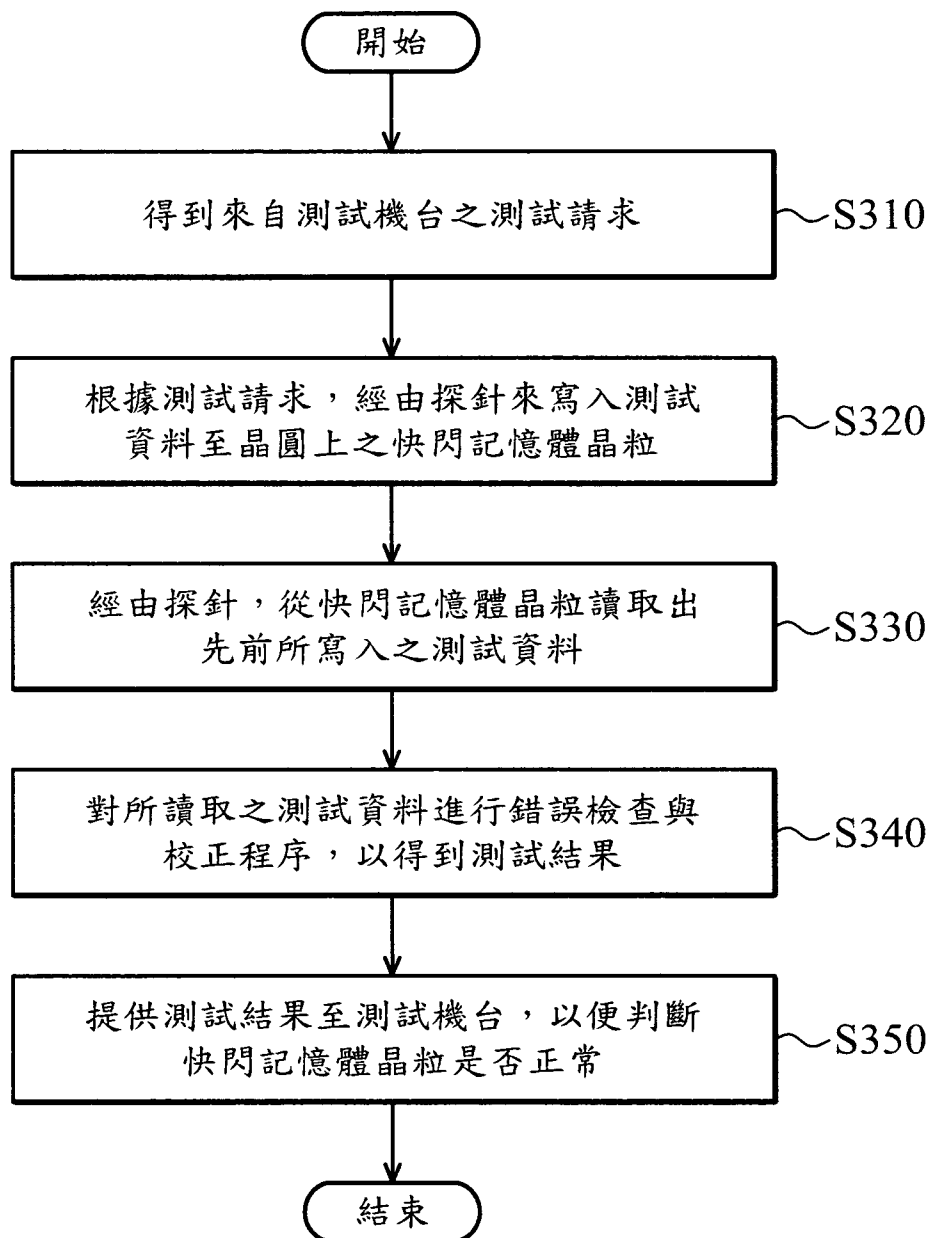 開始
得到來自測試機台之測試請求
S310
根據測試請求，經由探針來寫入測試
資料至晶圓上之快閃記憶體晶粒
S320
經由探針，從快閃記憶體晶粒讀取出
先前所寫入之測試資料
S330
對所讀取之測試資料進行錯誤檢查與
校正程序，以得到測試結果
S340
提供測試結果至測試機台，以便判斷
快閃記憶體晶粒是否正常
S350
結束